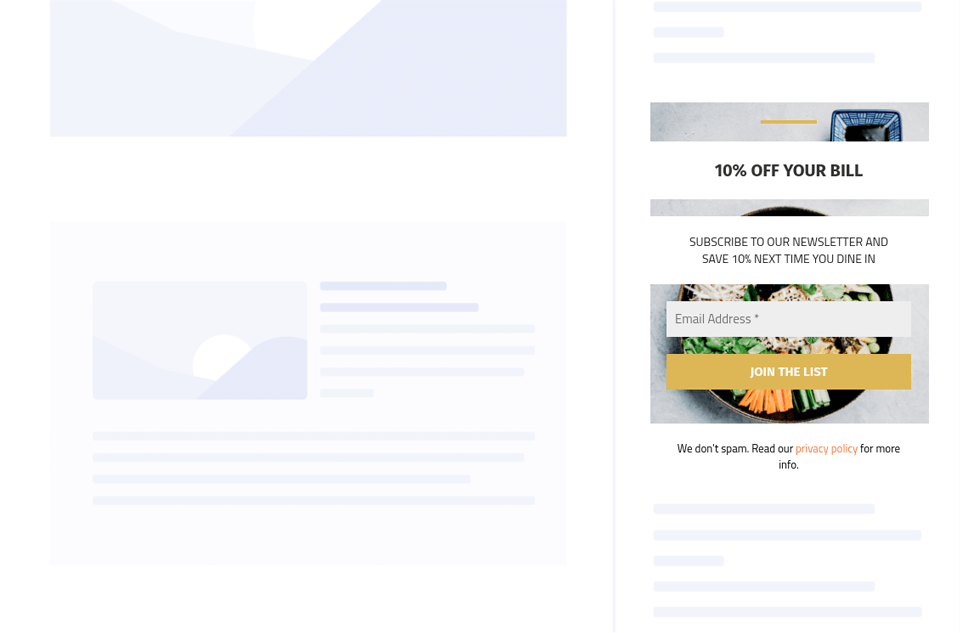 10% OFF YOUR BILL
SUBSCRIBE TO OUR NEWSLETTER AND
SAVE 10% NEXT TIME YOU DINE IN
Email Address *
JOIN THE LIST
We don't spam. Read our privacy policy for more
info.